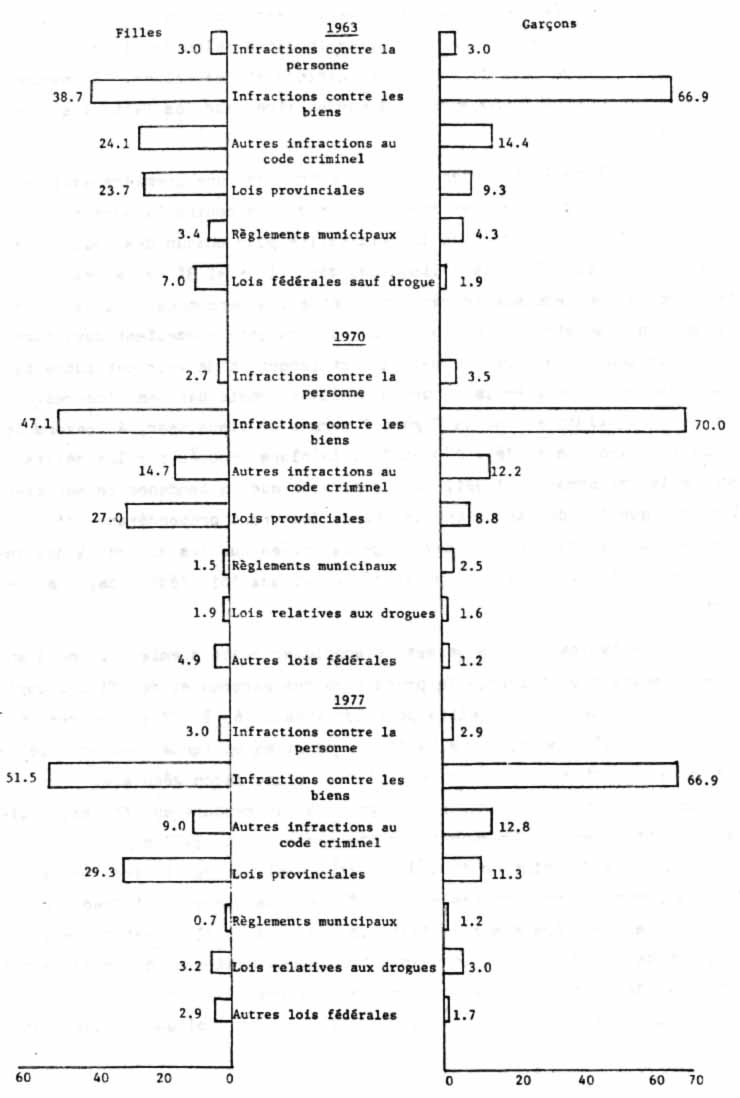 Filles 1963 Garçons
3.0 Infractions contre la 3.0
personne
38.7 Infractions contre les 66.9
biens
24.1 Autres infractions au 14.4
code criminel
23.7 Lois provinciales 9.3
3.4 Règlements municipaux 4.3
7.0 Lois fédérales sauf drogue 1.9
1970
2.7 Infractions contre la 3.5
personne
47.1 Infractions contre les 70.0
biens
14.7 Autres infractions au 12.2
code criminel
27.0 Lois provinciales 8.8
1.5 Règlements municipaux 2.5
1.9 Lois relatives aux drogues 1.6
4.9 Autres lois fédérales 1.2
1977
3.0 Infractions contre la 2.9
personne
51.5 Infractions contre les 66.9
biens
9.0 Autres infractions au 12.8
code criminel
29.3 Lois provinciales 11.3
0.7 Règlements municipaux 1.2
3.2 Lois relatives aux drogues 3.0
2.9 Autres lois fédérales 1.7
60 40 20 0 0 20 40 60 70